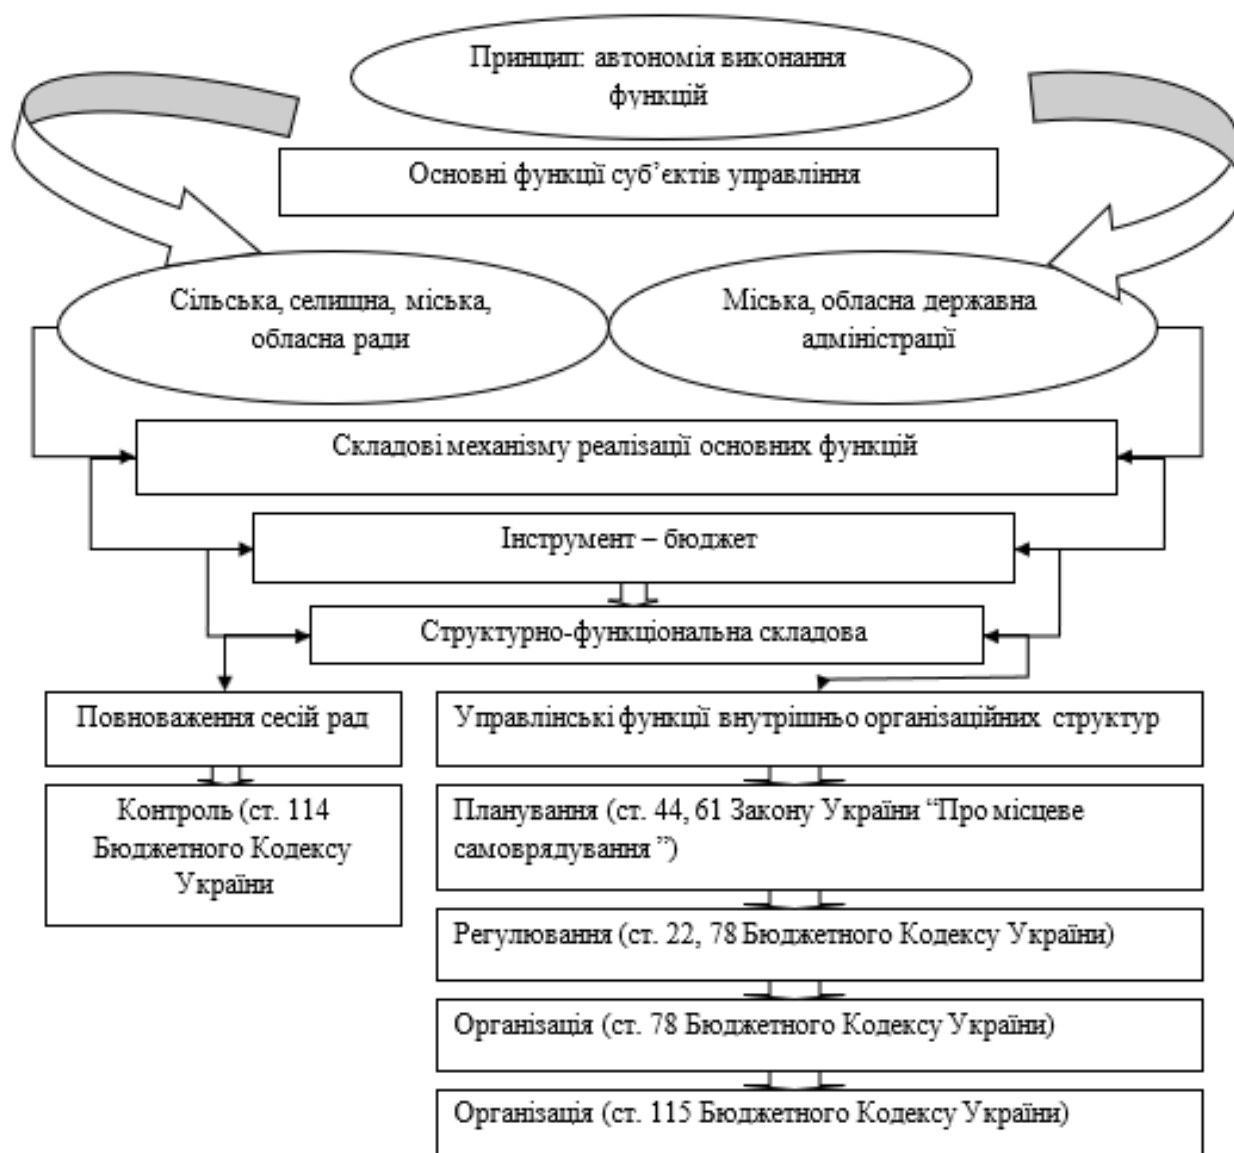 Принцип: автономія виконання
функцій
Основні функції суб’єктів управління
Сільська, селищна, міська,
обласна ради
Міська, обласна державна
адміністрації
Складові механізму реалізації основних функцій
Інструмент – бюджет
Структурно-функціональна складова
Повноваження сесій рад
Управлінські функції внутрішньо організаційних структур
Контроль (ст. 114
Бюджетного Кодексу
України
Планування (ст. 44, 61 Закону України “Про місцеве
самоврядування”)
Регулювання (ст. 22, 78 Бюджетного Кодексу України)
Організація (ст. 78 Бюджетного Кодексу України)
Організація (ст. 115 Бюджетного Кодексу України)